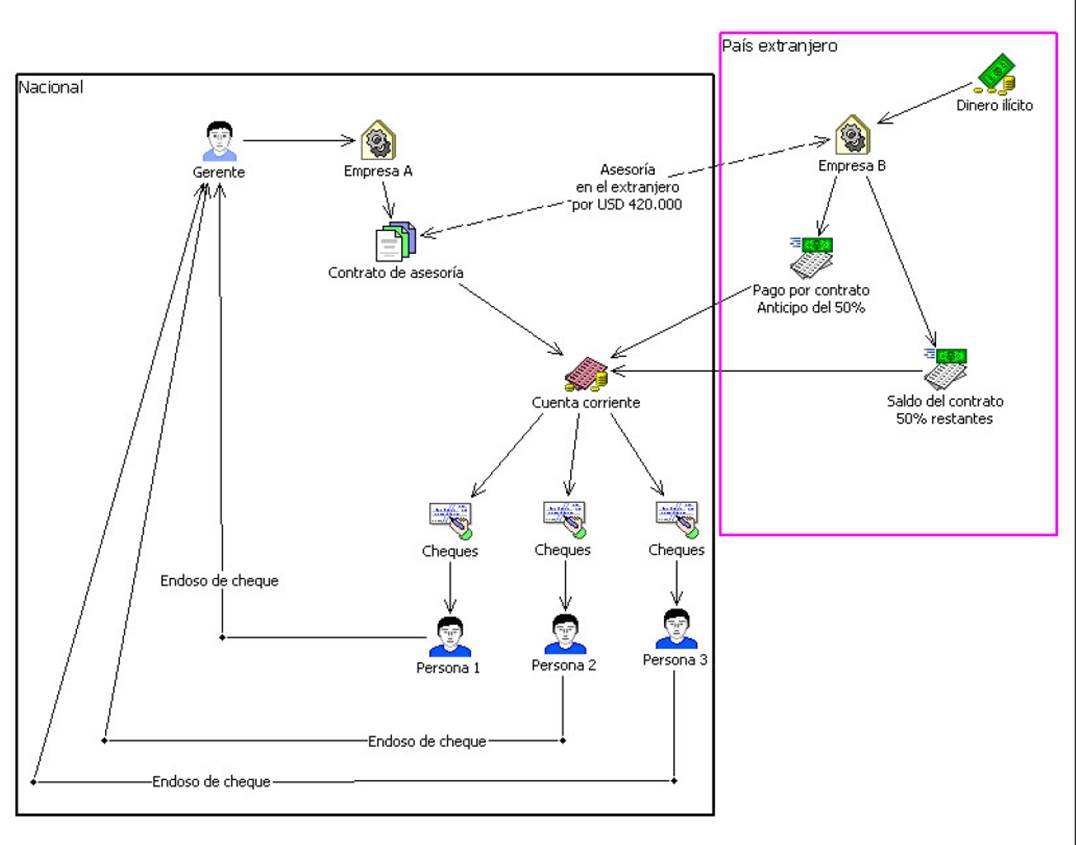 País extranjero
Nacional
Dinero ilícito
Gerente
Empresa A
Empresa B
Asesoría
en el extranjero
por USD 420.000
Contrato de asesoría
Pago por contrato
Anticipo del 50%
Cuenta corriente
Saldo del contrato
50% restantes
Cheques
Cheques
Cheques
Endoso de cheque
Persona 1
Persona 2
Persona 3
Endoso de cheque
Endoso de cheque